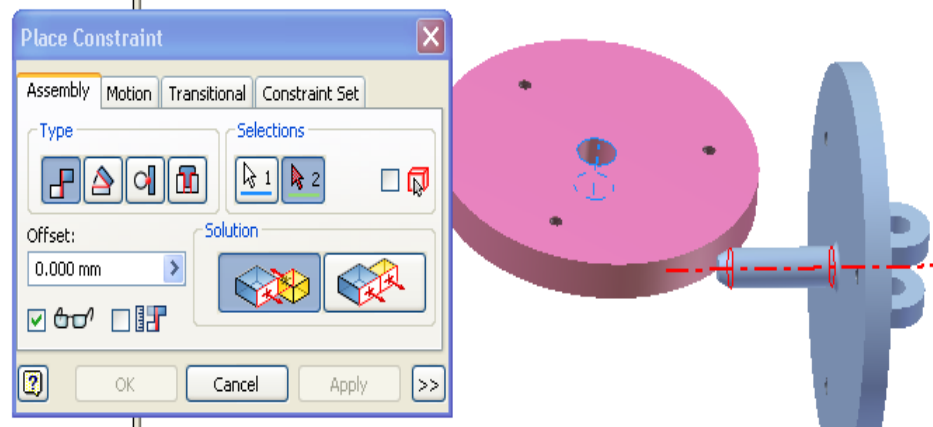 Place Constraint
Assembly Motion Transitional Constraint Set
Type Selections
1 2
Offset: Solution
0.000 mm
? OK Cancel Apply >>